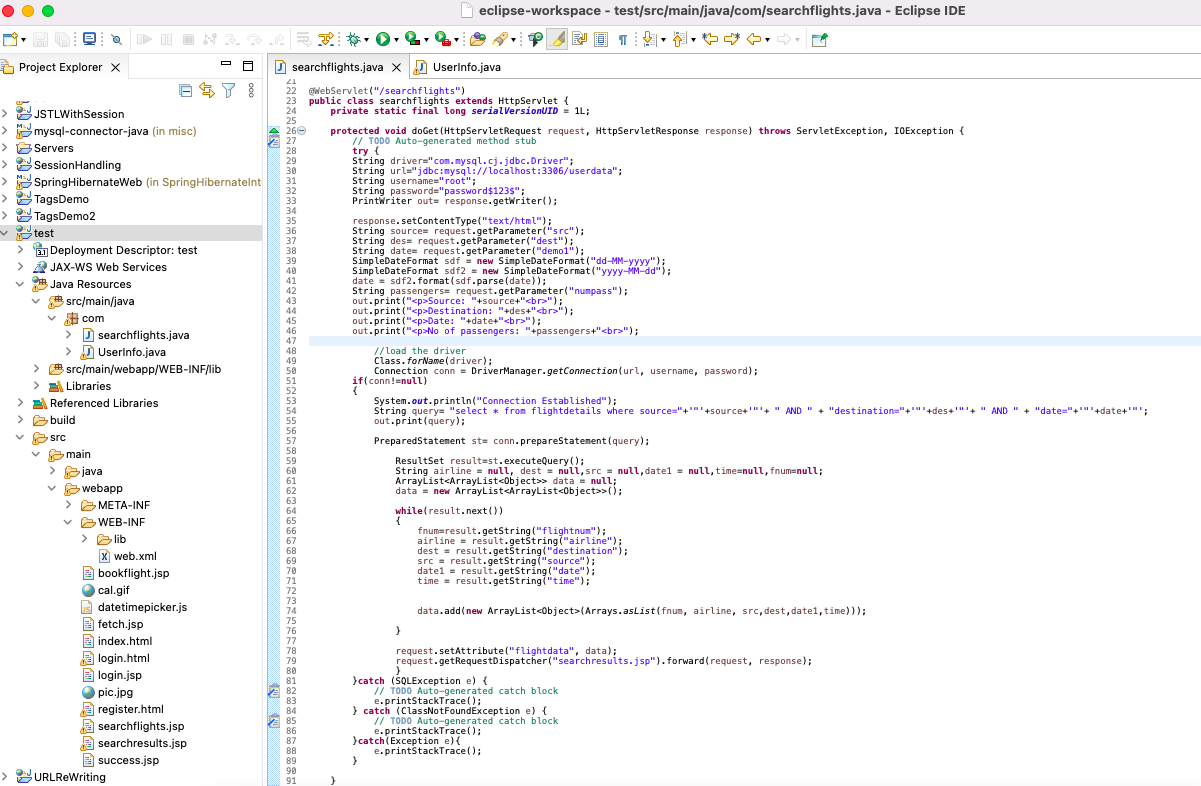 eclipse-workspace - test/src/main/java/com/searchflights.java - Eclipse IDE
Project Explorer
JSTLWithSession
mysql-connector-java (in misc)
Servers
SessionHandling
SpringHibernateWeb (in SpringHibernateInt
TagsDemo
TagsDemo2
test
Deployment Descriptor: test
JAX-WS Web Services
Java Resources
src/main/java
com
searchflights.java
UserInfo.java
src/main/webapp/WEB-INF/lib
Libraries
Referenced Libraries
build
src
main
java
webapp
META-INF
WEB-INF
lib
web.xml
bookflight.jsp
cal.gif
datetimepicker.js
fetch.jsp
index.html
login.html
login.jsp
pic.jpg
register.html
searchflights.jsp
searchresults.jsp
success.jsp
URLReWriting
searchflights.java
UserInfo.java
21
22 @WebServlet("/searchflights")
23 public class searchflights extends HttpServlet {
24 private static final long serialVersionUID = 1L;
25
26 protected void doGet(HttpServletRequest request, HttpServletResponse response) throws ServletException, IOException {
27 // TODO Auto-generated method stub
28 try {
29 String driver="com.mysql.cj.jdbc.Driver";
30 String url="jdbc:mysql://localhost:3306/userdata";
31 String username="root";
32 String password="password$123$";
33 PrintWriter out= response.getWriter();
34
35 response.setContentType("text/html");
36 String source= request.getParameter("src");
37 String des= request.getParameter("dest");
38 String date= request.getParameter("demo1");
39 SimpleDateFormat sdf = new SimpleDateFormat("dd-MM-yyyy");
40 SimpleDateFormat sdf2 = new SimpleDateFormat("yyyy-MM-dd");
41 date = sdf2.format(sdf.parse(date));
42 String passengers= request.getParameter("numpass");
43 out.print("<p>Source: "+source+"<br>");
44 out.print("<p>Destination: "+des+"<br>");
45 out.print("<p>Date: "+date+"<br>");
46 out.print("<p>No of passengers: "+passengers+"<br>");
47
48 //load the driver
49 Class.forName(driver);
50 Connection conn = DriverManager.getConnection(url, username, password);
51 if(conn!=null)
52 {
53 System.out.println("Connection Established");
54 String query= "select * from flightdetails where source="+'"'+source+'"'+ " AND " + "destination="+'"'+des+'"'+ " AND " + "date="+'"'+date+'"';
55 out.print(query);
56
57 PreparedStatement st= conn.prepareStatement(query);
58
59 ResultSet result=st.executeQuery();
60 String airline = null, dest = null,src = null,date1 = null,time=null,fnum=null;
61 ArrayList<ArrayList<Object>> data = null;
62 data = new ArrayList<ArrayList<Object>>();
63
64 while(result.next())
65 {
66 fnum=result.getString("flightnum");
67 airline = result.getString("airline");
68 dest = result.getString("destination");
69 src = result.getString("source");
70 date1 = result.getString("date");
71 time = result.getString("time");
72
73
74 data.add(new ArrayList<Object>(Arrays.asList(fnum, airline, src,dest,date1,time)));
75
76 }
77
78 request.setAttribute("flightdata", data);
79 request.getRequestDispatcher("searchresults.jsp").forward(request, response);
80 }
81 }catch (SQLException e) {
82 // TODO Auto-generated catch block
83 e.printStackTrace();
84 } catch (ClassNotFoundException e) {
85 // TODO Auto-generated catch block
86 e.printStackTrace();
87 }catch(Exception e){
88 e.printStackTrace();
89 }
90
91 }